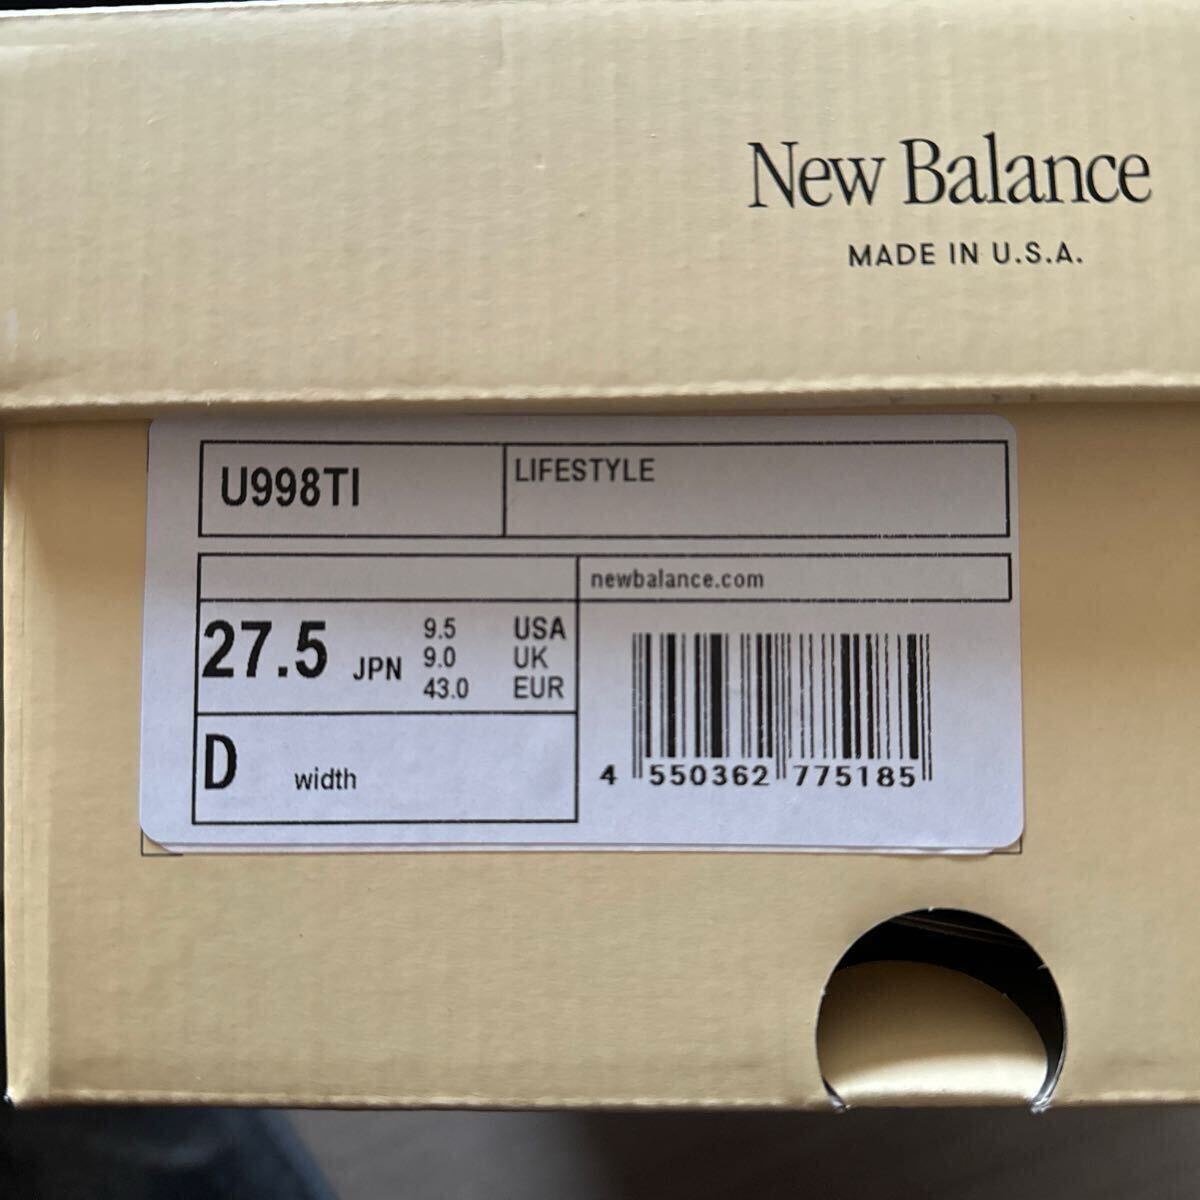 New Balance
MADE IN U.S.A.
U998TI
LIFESTYLE
newbalance.com
27.5 JPN
9.5 USA
9.0 UK
43.0 EUR
D width
4 550362 775185